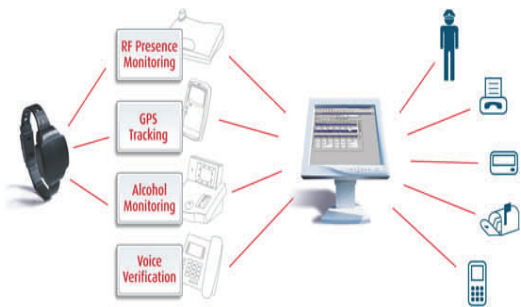 RF Presence
Monitoring
GPS
Tracking
Alcohol
Monitoring
Voice
Verification